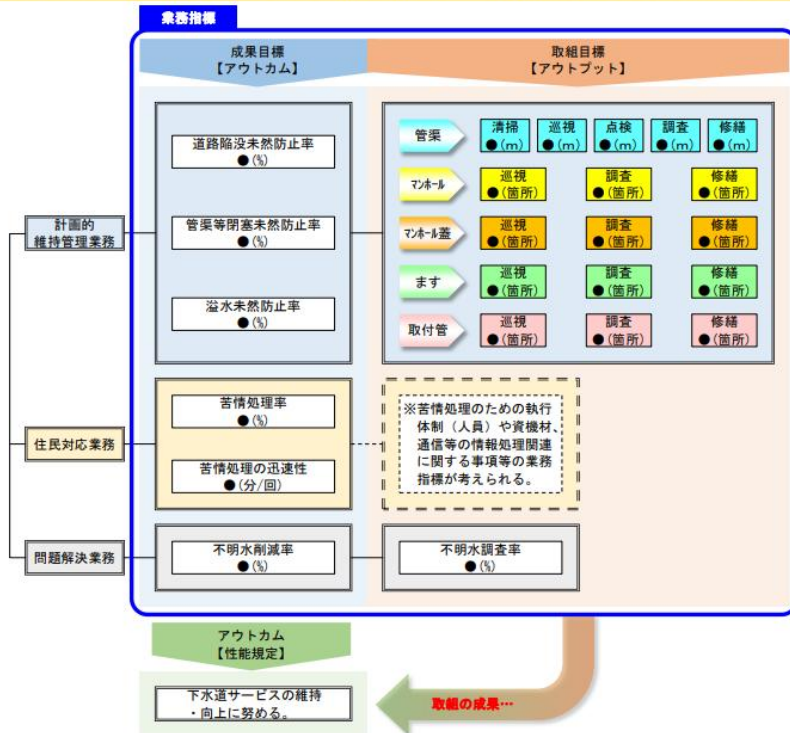 業務指標
成果目標
【アウトカム】
取組目標
【アウトプット】
計画的
維持管理業務
道路陥没未然防止率
●(%)
管渠等閉塞未然防止率
●(%)
溢水未然防止率
●(%)
管渠
清掃
●(m)
巡視
●(m)
点検
●(m)
調査
●(m)
修繕
●(m)
マンホール
巡視
●(箇所)
調査
●(箇所)
修繕
●(箇所)
マンホール蓋
巡視
●(箇所)
調査
●(箇所)
修繕
●(箇所)
ます
巡視
●(箇所)
調査
●(箇所)
修繕
●(箇所)
取付管
巡視
●(箇所)
調査
●(箇所)
修繕
●(箇所)
住民対応業務
苦情処理率
●(%)
苦情処理の迅速性
●(分/回)
※苦情処理のための執行
体制（人員）や資機材、
通信等の情報処理関連
に関する事項等の業務
指標が考えられる。
問題解決業務
不明水削減率
●(%)
不明水調査率
●(%)
アウトカム
【性能規定】
下水道サービスの維持
・向上に努める。
取組の成果…